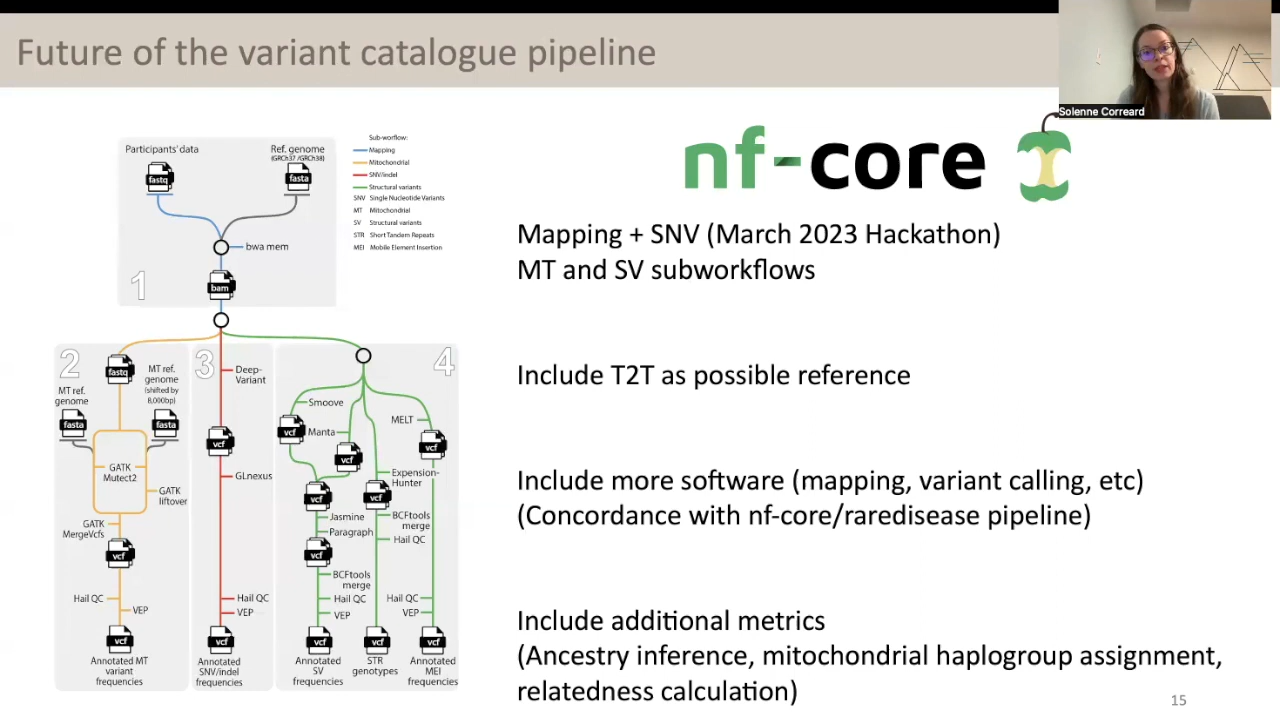 Future of the variant catalogue pipeline
Solenne Correard
nf-core
Mapping + SNV (March 2023 Hackathon)
MT and SV subworkflows
Include T2T as possible reference
Include more software (mapping, variant calling, etc)
(Concordance with nf-core/raredisease pipeline)
Include additional metrics
(Ancestry inference, mitochondrial haplogroup assignment,
relatedness calculation)
15
Participants' data
fastq
Ref. genome
(GRCh37 /GRCh38)
fasta
bwa mem
bam
1
Sub-worflow:
Mapping
Mitochondrial
SNV/indel
Structural variants
SNV Single Nucleotide Variants
MT Mitochondrial
SV Structural variants
STR Short Tandem Repeats
MEI Mobile Element Insertion
2
fastq
MT ref.
genome
fasta
MT ref.
genome
(shifted by
8,000bp)
fasta
GATK
Mutect2
GATK
liftover
GATK
MergeVcfs
vcf
Hail QC
VEP
vcf
Annotated MT
variant
frequencies
3
Deep-
Variant
vcf
GLnexus
Hail QC
VEP
vcf
Annotated
SNV/indel
frequencies
4
Smoove
vcf
Manta
vcf
vcf
Jasmine
Paragraph
vcf
BCFtools
merge
Hail QC
VEP
vcf
Annotated
SV
frequencies
Expension-
Hunter
vcf
BCFtools
merge
Hail QC
vcf
STR
genotypes
MELT
vcf
Hail QC
VEP
vcf
Annotated
MEI
frequencies